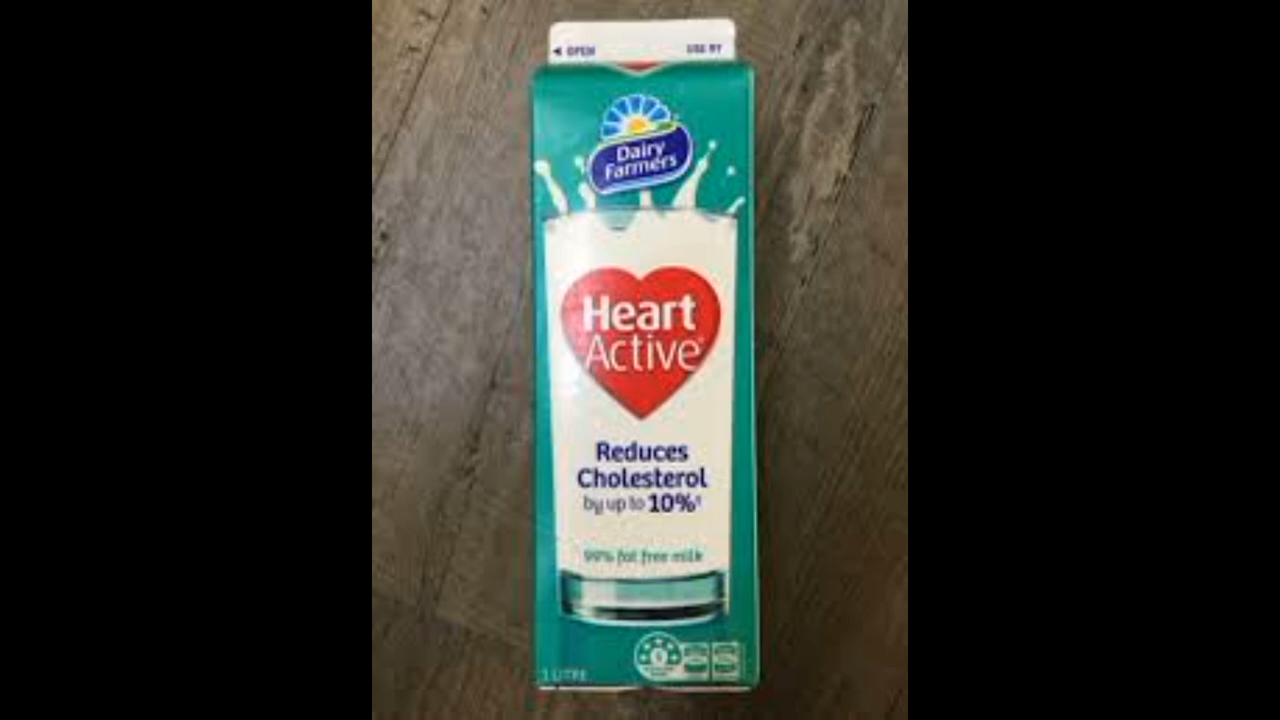 ◄ OPEN
USE BY
Dairy
Farmers
Heart
Active®
Reduces
Cholesterol
by up to 10%
99% fat free milk
1 LITRE